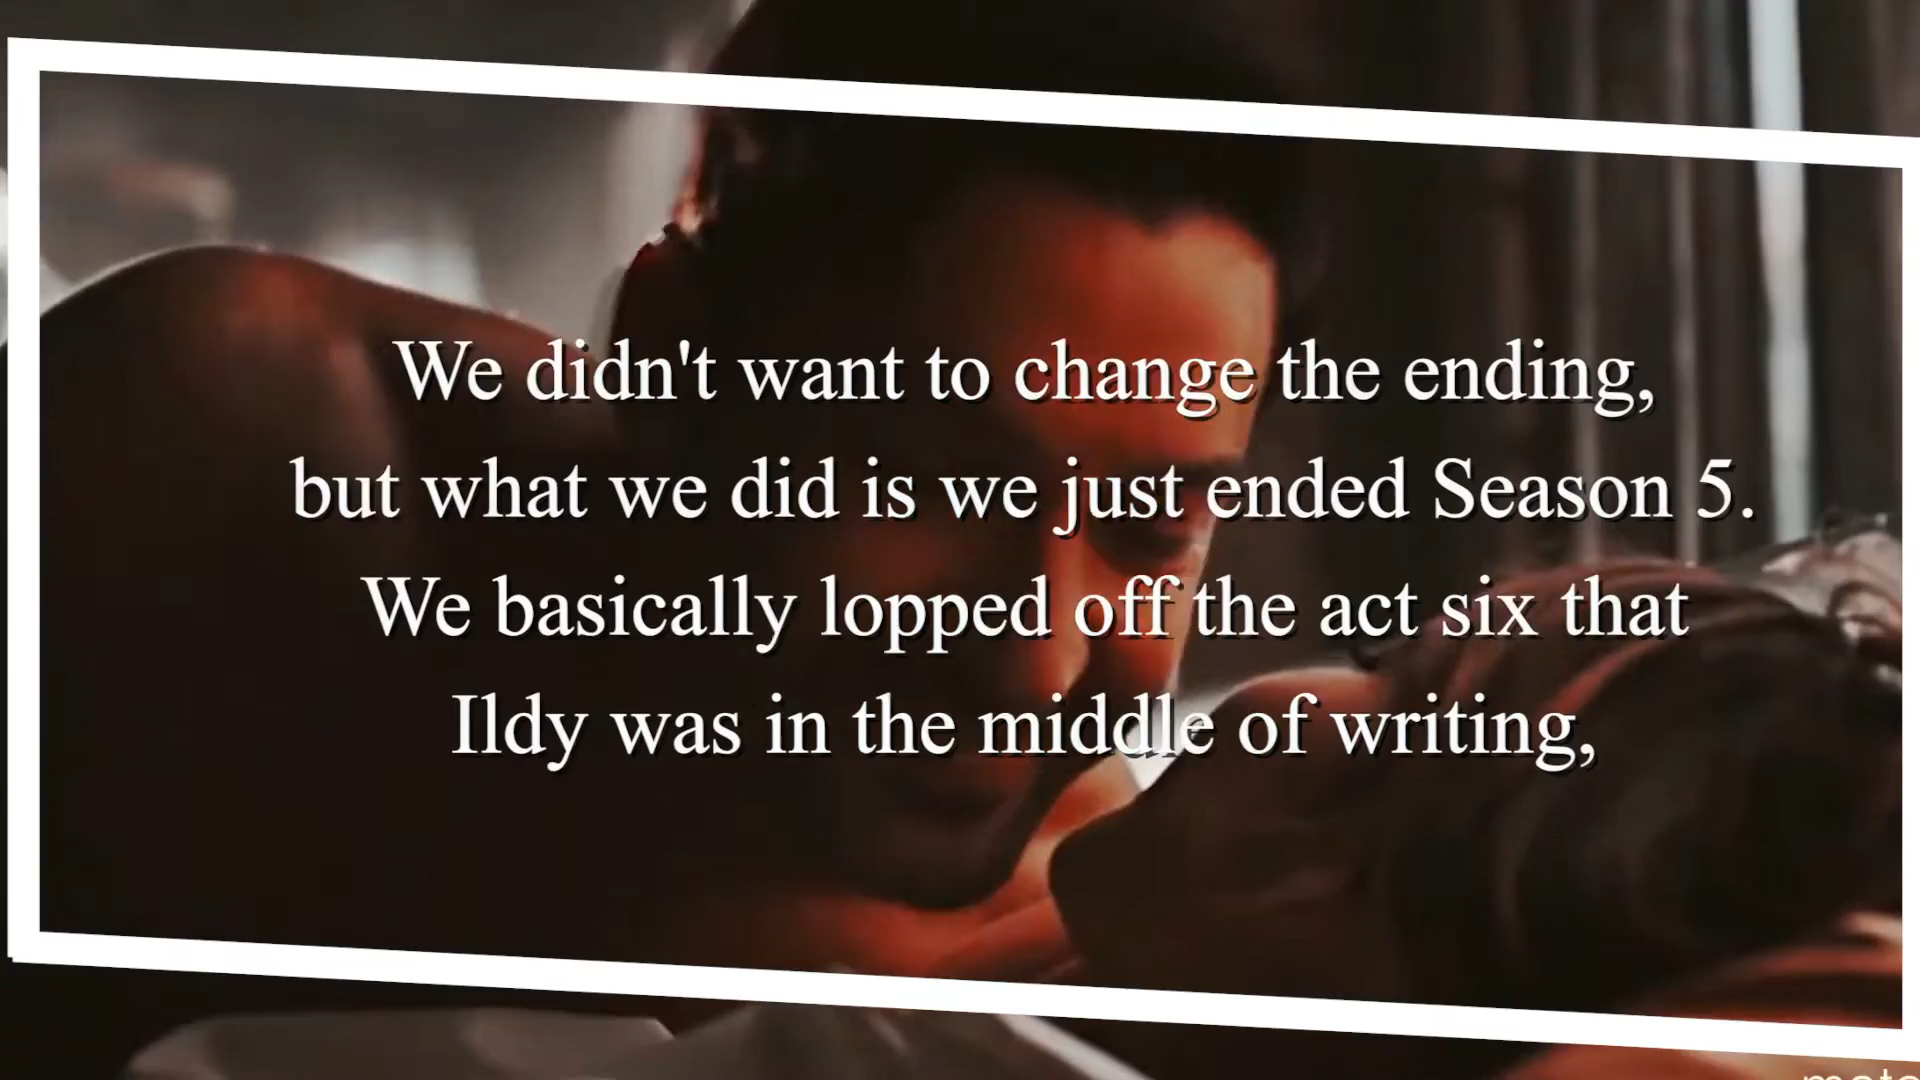 We didn't want to change the ending,
but what we did is we just ended Season 5.
We basically lopped off the act six that
Ildy was in the middle of writing,